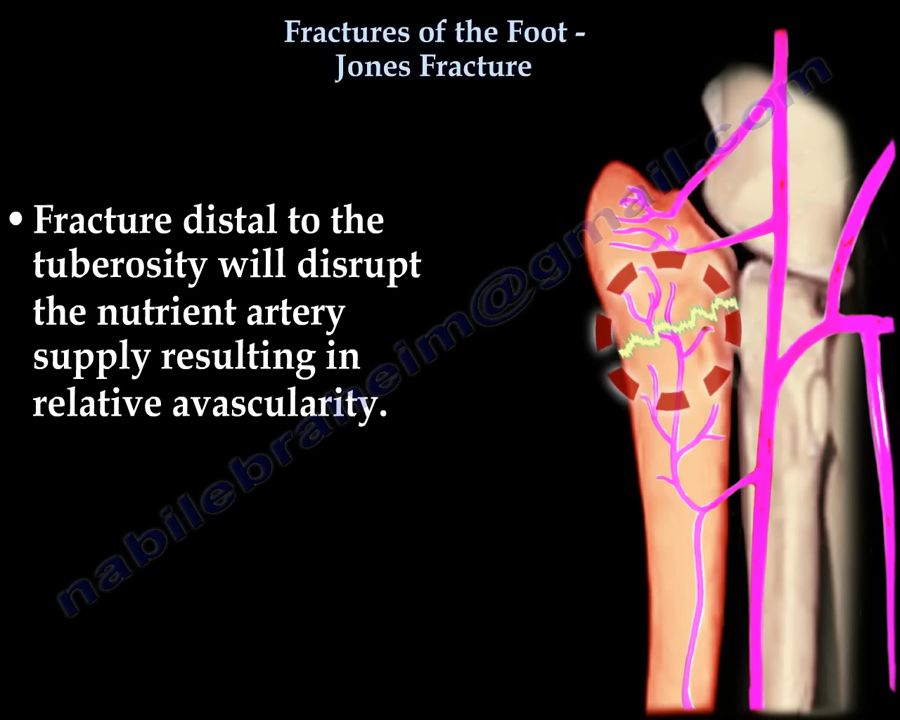 Fractures of the Foot -
Jones Fracture
• Fracture distal to the
tuberosity will disrupt
the nutrient artery
supply resulting in
relative avascularity.
nabilebraheim@gmail.com